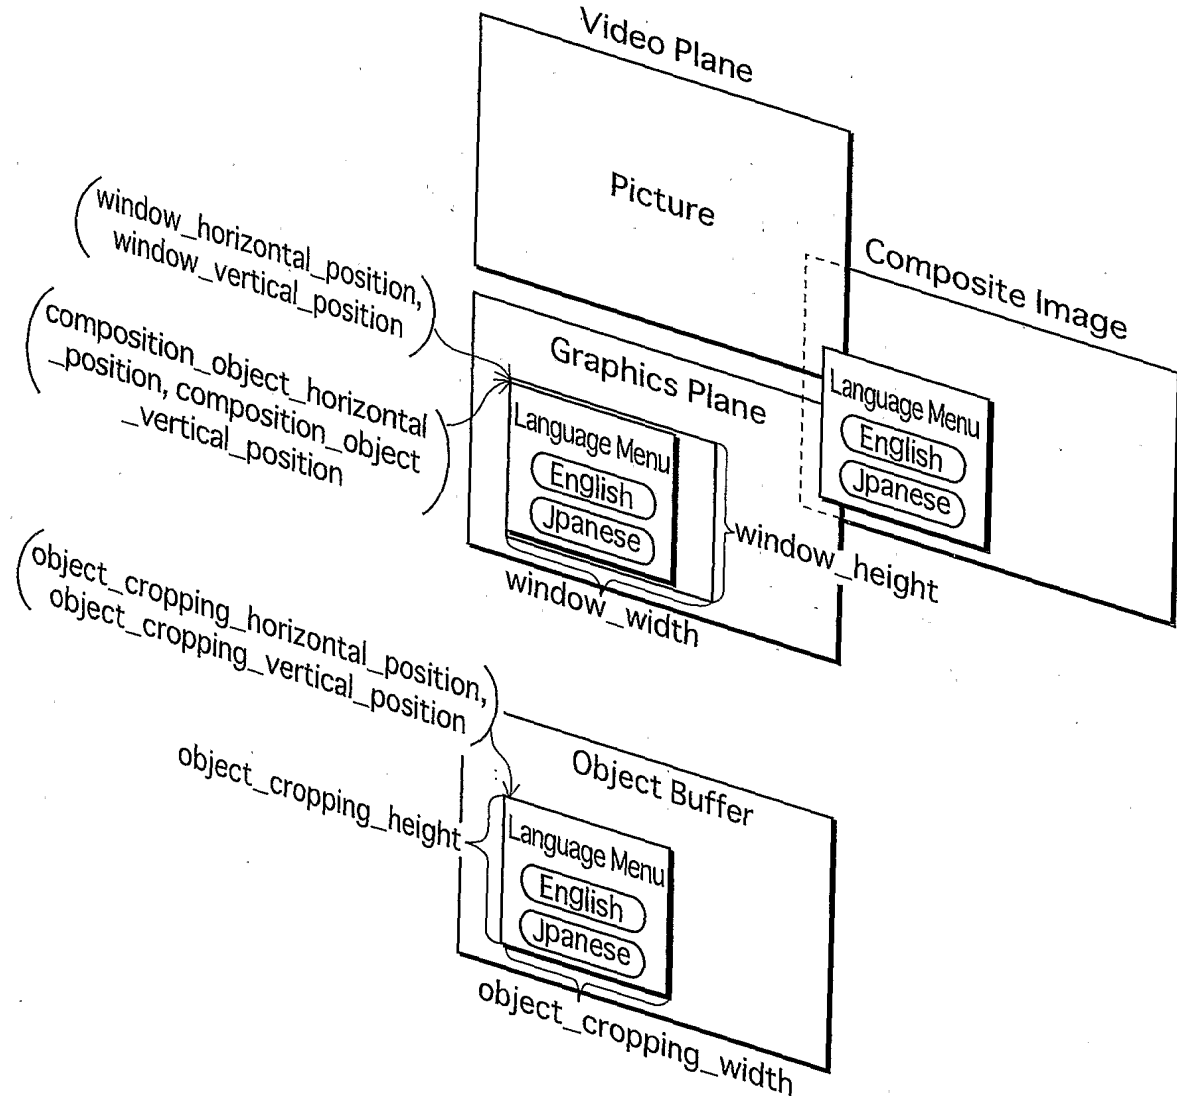 Video Plane
Picture
(window_horizontal_position,
window_vertical_position)
Composite Image
(composition_object_horizontal
_position, composition_object
_vertical_position)
Graphics Plane
Language Menu
English
Jpanese
Language Menu
English
Jpanese
window_height
window_width
(object_cropping_horizontal_position,
object_cropping_vertical_position)
object_cropping_height
Object Buffer
Language Menu
English
Jpanese
object_cropping_width